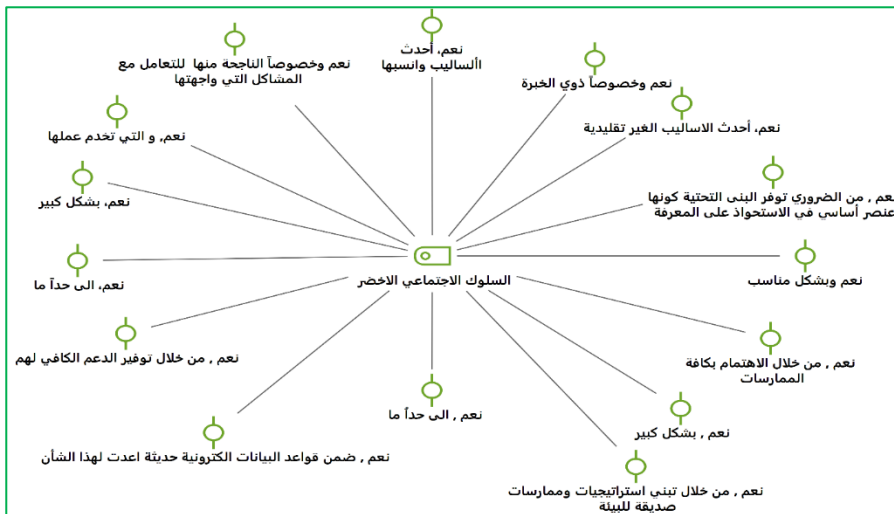 نعم، أحدث
األساليب وانسبها
نعم وخصوصاً الناجحة منها للتعامل مع
المشاكل التي واجهتها
نعم وخصوصاً ذوي الخبرة
نعم، أحدث الاساليب الغير تقليدية
نعم, و التي تخدم عملها
نعم , من الضروري توفر البنى التحتية كونها
عنصر أساسي في الاستحواذ على المعرفة
نعم، بشكل كبير
نعم، الى حداً ما
السلوك الاجتماعي الاخضر
نعم وبشكل مناسب
نعم , من خلال توفير الدعم الكافي لهم
نعم , من خلال الاهتمام بكافة
الممارسات
نعم , الى حداً ما
نعم , بشكل كبير
نعم , ضمن قواعد البيانات الكترونية حديثة اعدت لهذا الشأن
نعم , من خلال تبني استراتيجيات وممارسات
صديقة للبيئة